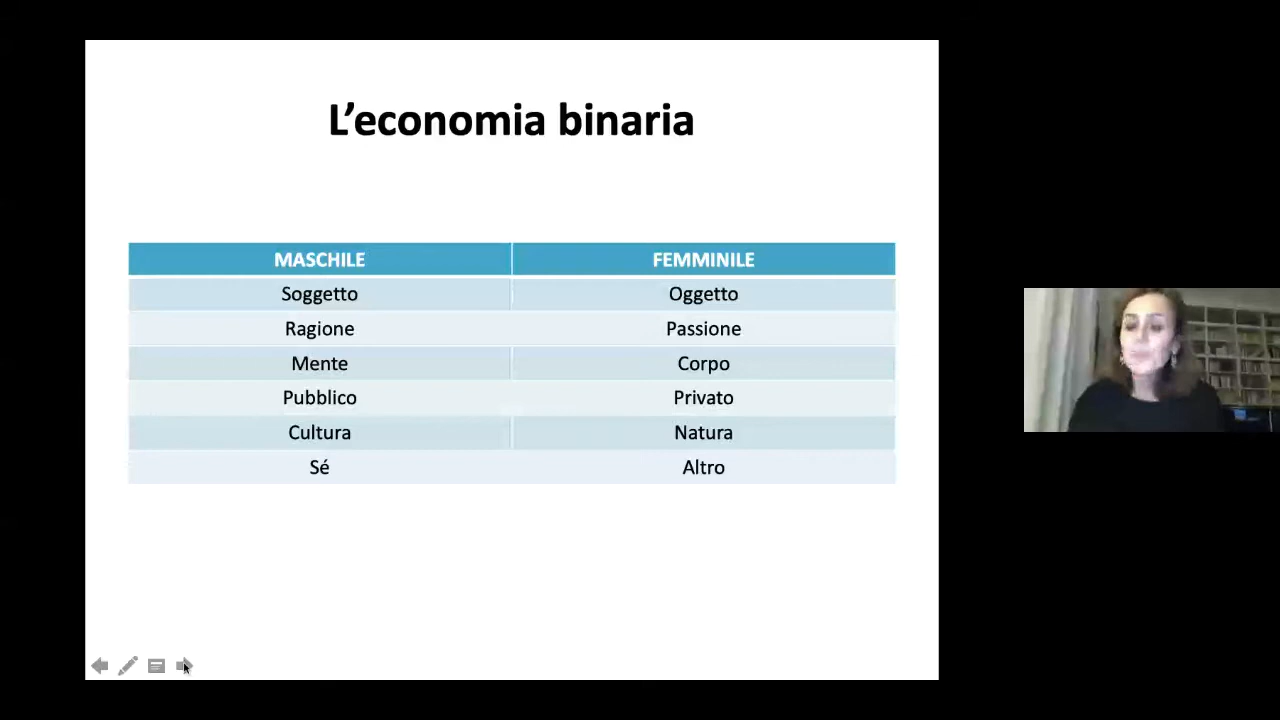 L'economia binaria
MASCHILE FEMMINILE
Soggetto Oggetto
Ragione Passione
Mente Corpo
Pubblico Privato
Cultura Natura
Sé Altro